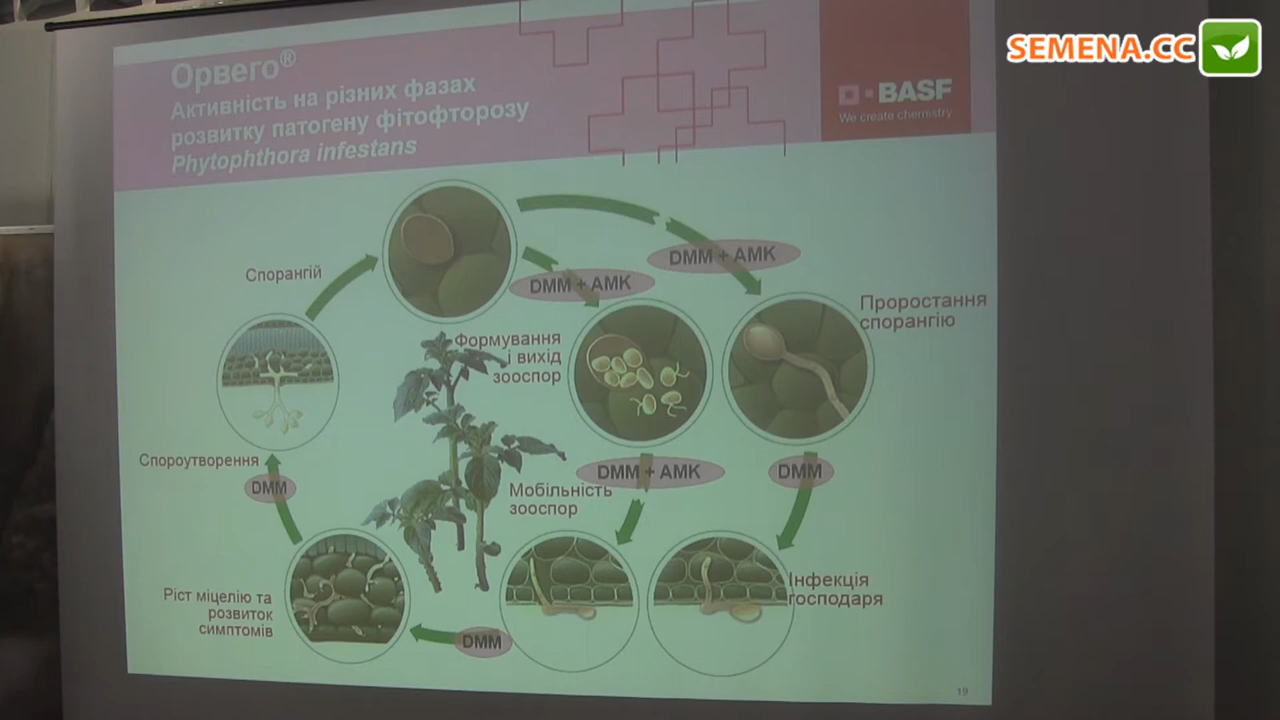 SEMENA.CC
Орвего®
Активність на різних фазах
розвитку патогену фітофторозу
Phytophthora infestans
BASF
We create chemistry
Спорангій
DMM + AMK
DMM + AMK
Проростання
спорангію
Формування
і вихід
зооспор
Спороутворення
DMM
DMM + AMK
DMM
Мобільність
зооспор
Ріст міцелію та
розвиток
симптомів
DMM
Інфекція
господаря
19